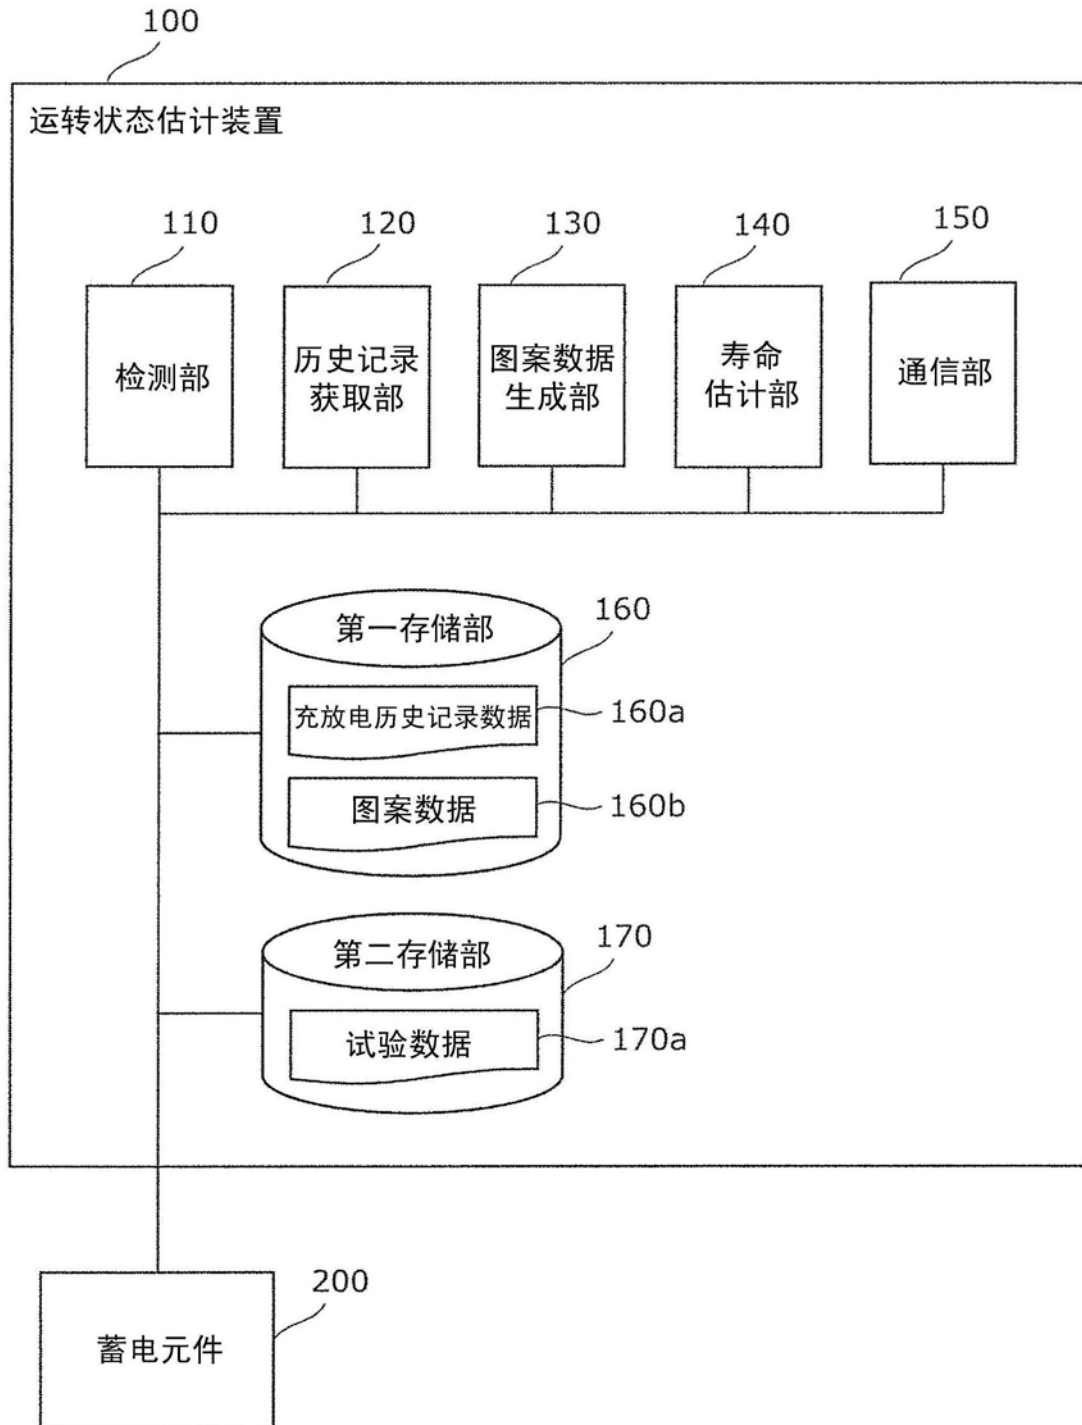 100
运转状态估计装置
110
120
130
140
150
检测部
历史记录
获取部
图案数据
生成部
寿命
估计部
通信部
第一存储部
160
充放电历史记录数据
160a
图案数据
160b
第二存储部
170
试验数据
170a
蓄电元件
200